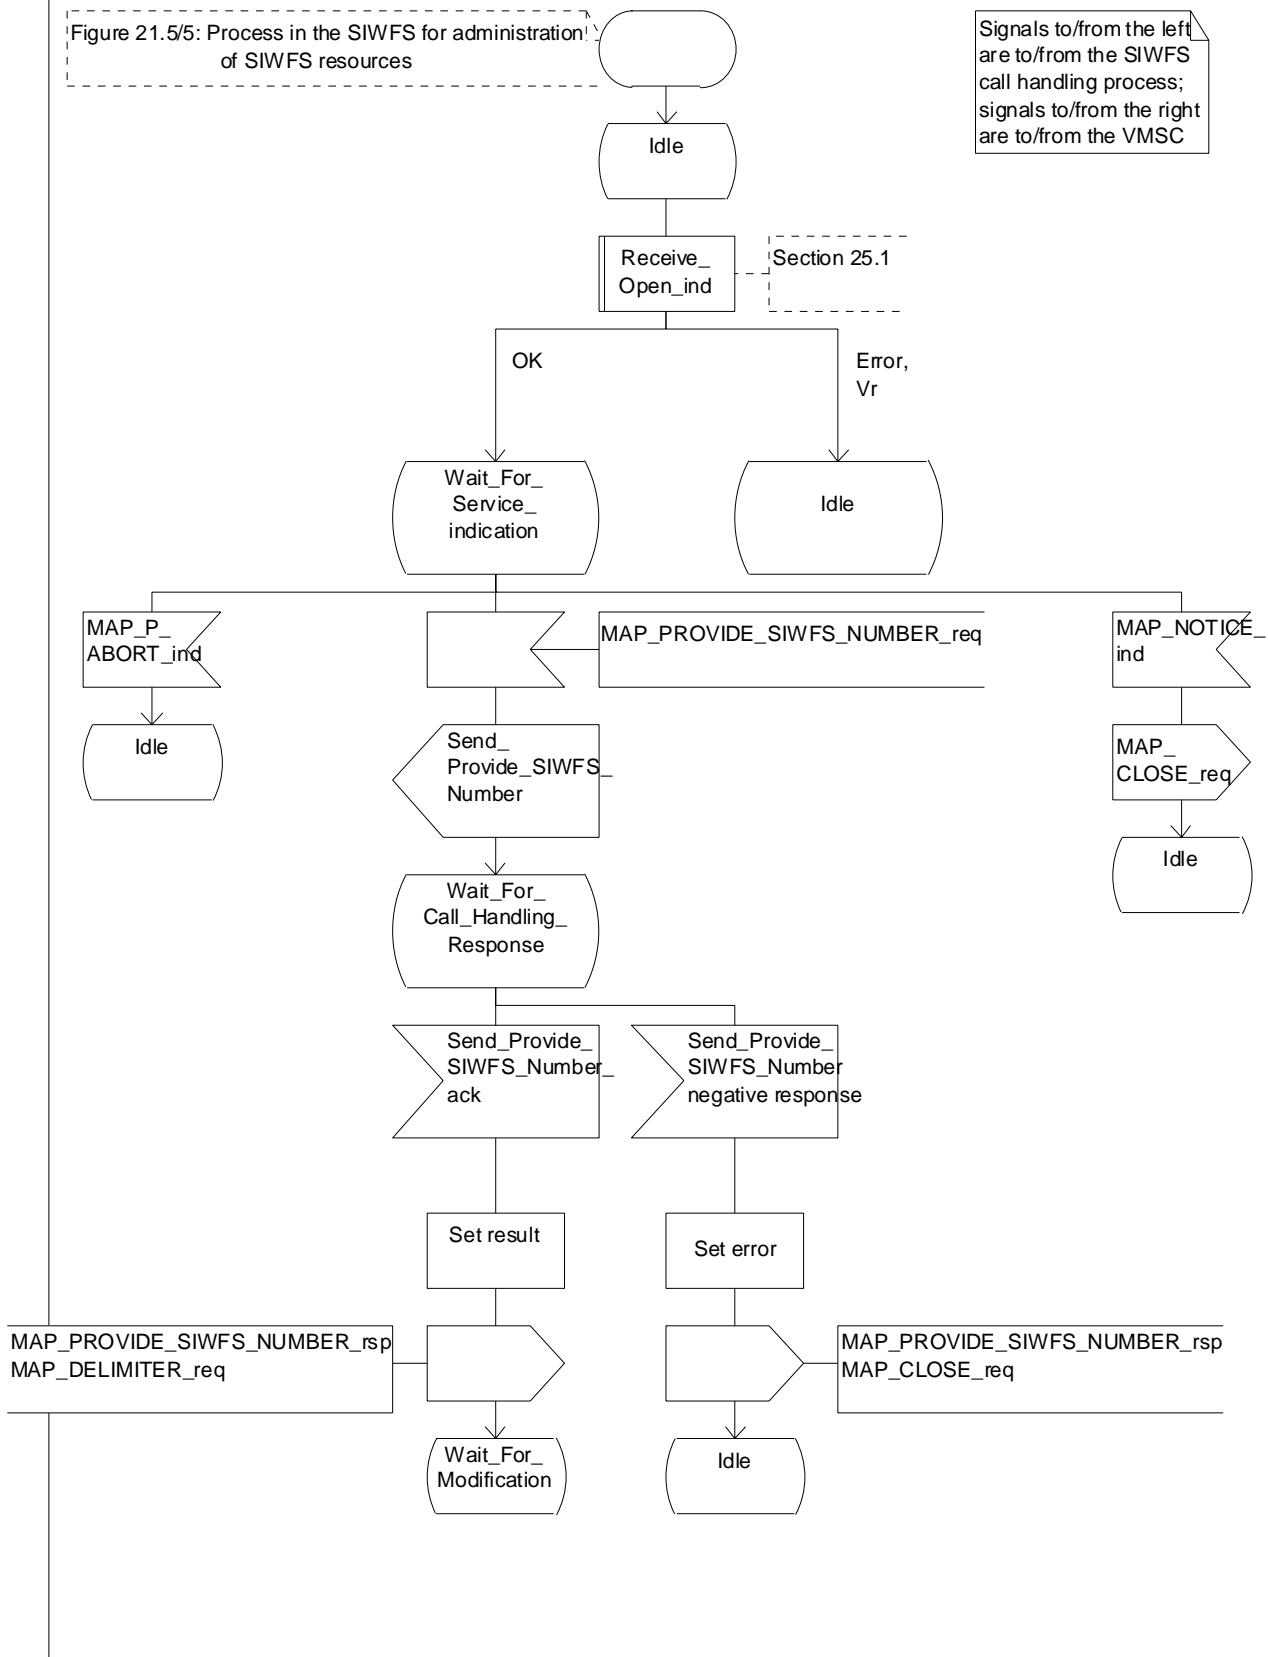 Figure 21.5/5: Process in the SIWFS for administration
of SIWFS resources
Signals to/from the left
are to/from the SIWFS
call handling process;
signals to/from the right
are to/from the VMSC
Idle
Receive_
Open_ind
Section 25.1
OK
Error,
Vr
Wait_For_
Service_
indication
Idle
MAP_P_
ABORT_ind
MAP_PROVIDE_SIWFS_NUMBER_req
MAP_NOTICE_
ind
Idle
Send_
Provide_SIWFS_
Number
MAP_
CLOSE_req
Idle
Wait_For_
Call_Handling_
Response
Send_Provide_
SIWFS_Number_
ack
Send_Provide_
SIWFS_Number
negative response
Set result
Set error
MAP_PROVIDE_SIWFS_NUMBER_rsp
MAP_DELIMITER_req
MAP_PROVIDE_SIWFS_NUMBER_rsp
MAP_CLOSE_req
Wait_For_
Modification
Idle